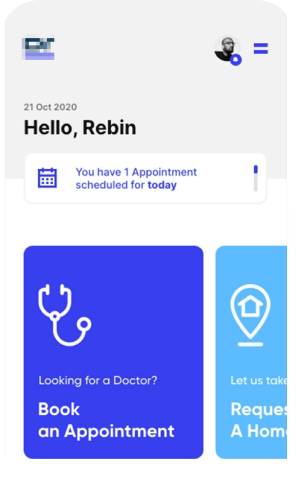 21 Oct 2020
Hello, Rebin
You have 1 Appointment
scheduled for today
Looking for a Doctor?
Book
an Appointment
Let us take
Reques
A Hom